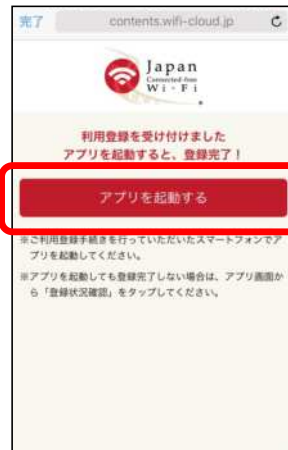 完了
contents.wifi-cloud.jp
Japan
Connected-free
Wi-Fi
利用登録を受け付けました
アプリを起動すると、登録完了！
アプリを起動する
※ご利用登録手続きを行っていただいたスマートフォンでア
プリを起動してください。
※アプリを起動しても登録完了しない場合は、アプリ画面か
ら「登録状況確認」をタップしてください。